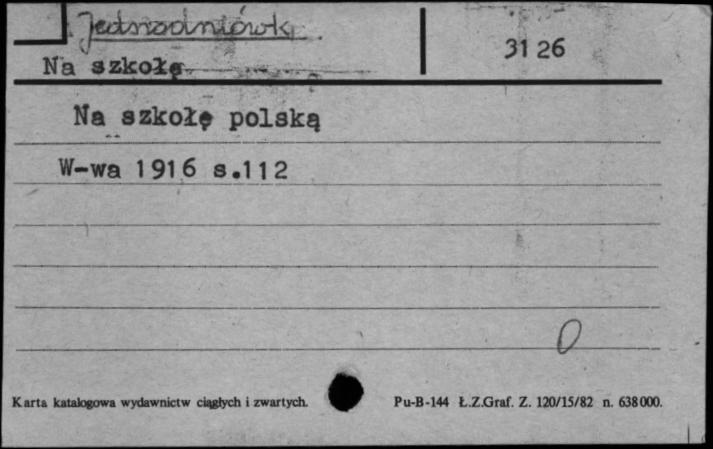 Jednodniówki
3126
Na szkołę
Na szkołę polską
W-wa 1916 s.112
0
Karta katalogowa wydawnictw ciągłych i zwartych.
Pu-B-144 Ł.Z.Graf. Z. 120/15/82 n. 638000.